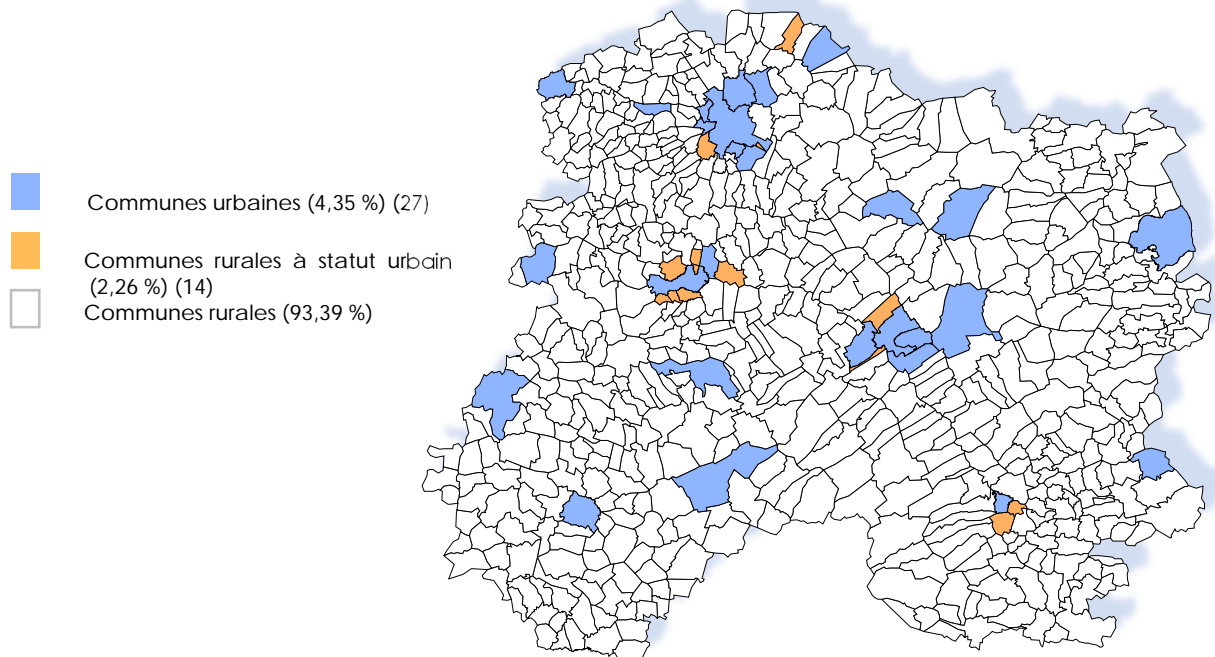 Communes urbaines (4,35 %) (27)
Communes rurales à statut urbain
(2,26 %) (14)
Communes rurales (93,39 %)